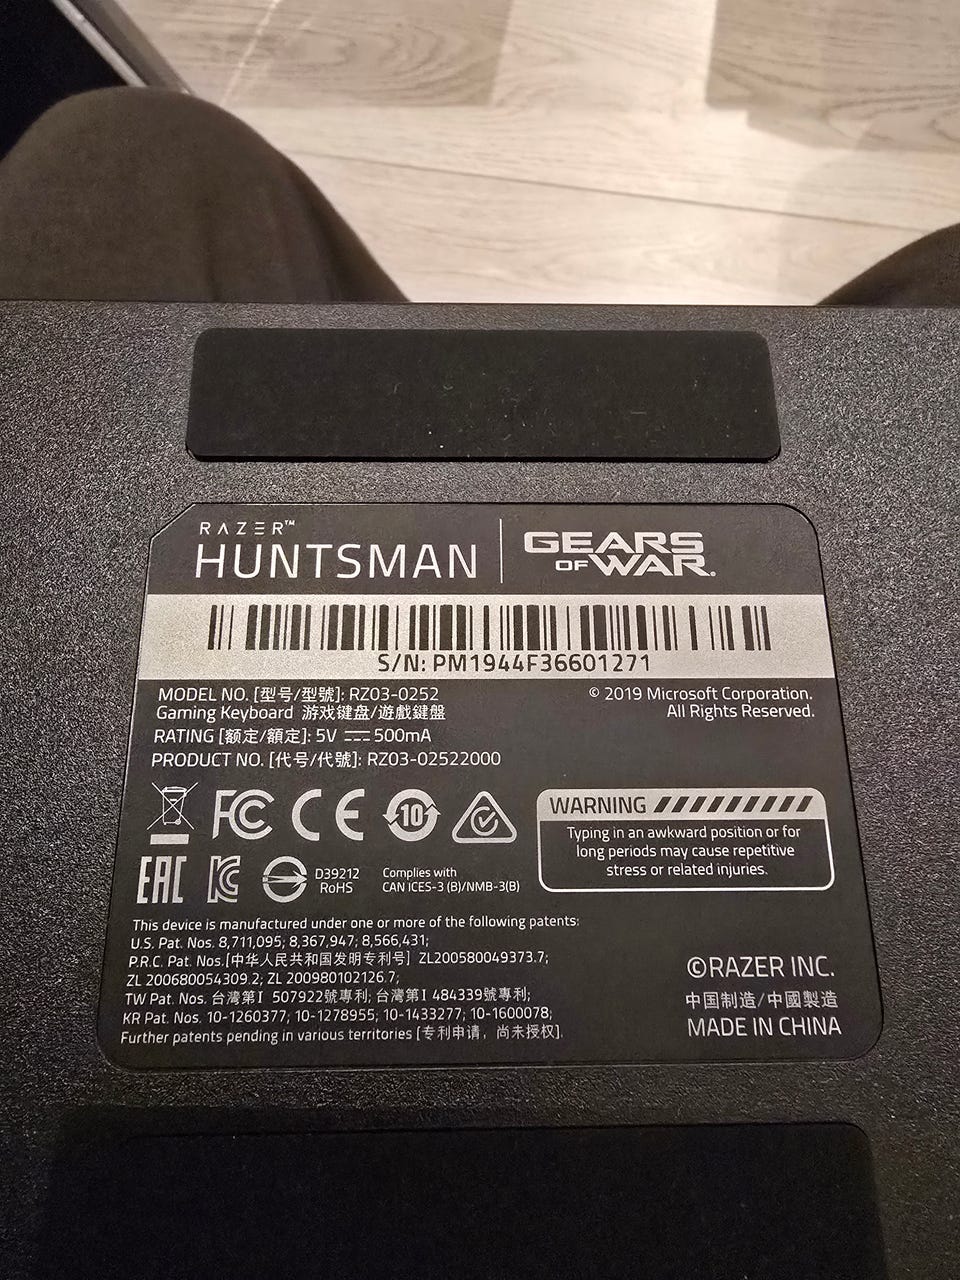 RAZER™
HUNTSMAN
GEARS
OF WAR.
S/N: PM1944F36601271
MODEL NO. [型号/型號]: RZ03-0252
Gaming Keyboard 游戏键盘/遊戲鍵盤
RATING [额定/額定]: 5V ⎓ 500mA
PRODUCT NO. [代号/代號]: RZ03-02522000
© 2019 Microsoft Corporation.
All Rights Reserved.
FC CE 10
EAC KC
D39212
RoHS
Complies with
CAN ICES-3 (B)/NMB-3(B)
WARNING
Typing in an awkward position or for
long periods may cause repetitive
stress or related injuries.
This device is manufactured under one or more of the following patents:
U.S. Pat. Nos. 8,711,095; 8,367,947; 8,566,431;
P.R.C. Pat. Nos.[中华人民共和国发明专利号] ZL200580049373.7;
ZL 200680054309.2; ZL 200980102126.7;
TW Pat. Nos. 台灣第I 507922號專利; 台灣第I 484339號專利;
KR Pat. Nos. 10-1260377; 10-1278955; 10-1433277; 10-1600078;
Further patents pending in various territories [专利申请，尚未授权].
©RAZER INC.
中国制造/中國製造
MADE IN CHINA